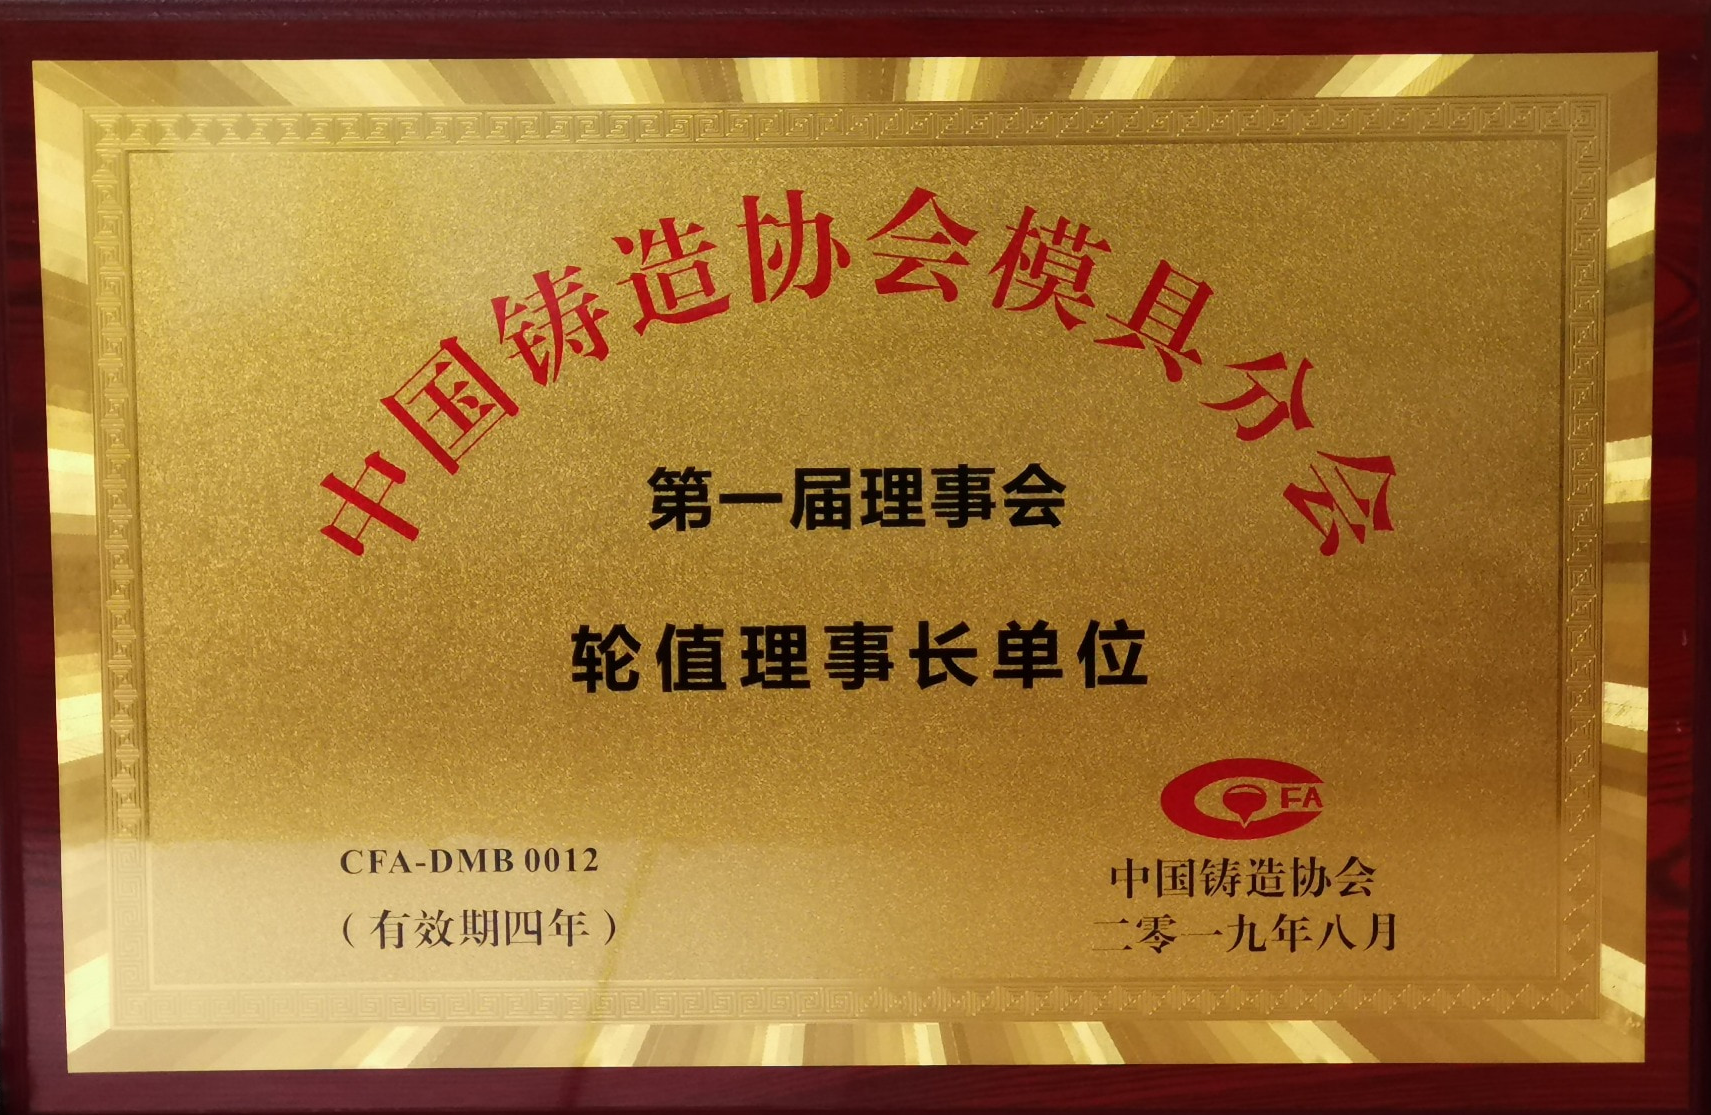 中国铸造协会模具分会
第一届理事会
轮值理事长单位
CFA
CFA-DMB 0012
（有效期四年）
中国铸造协会
二零一九年八月